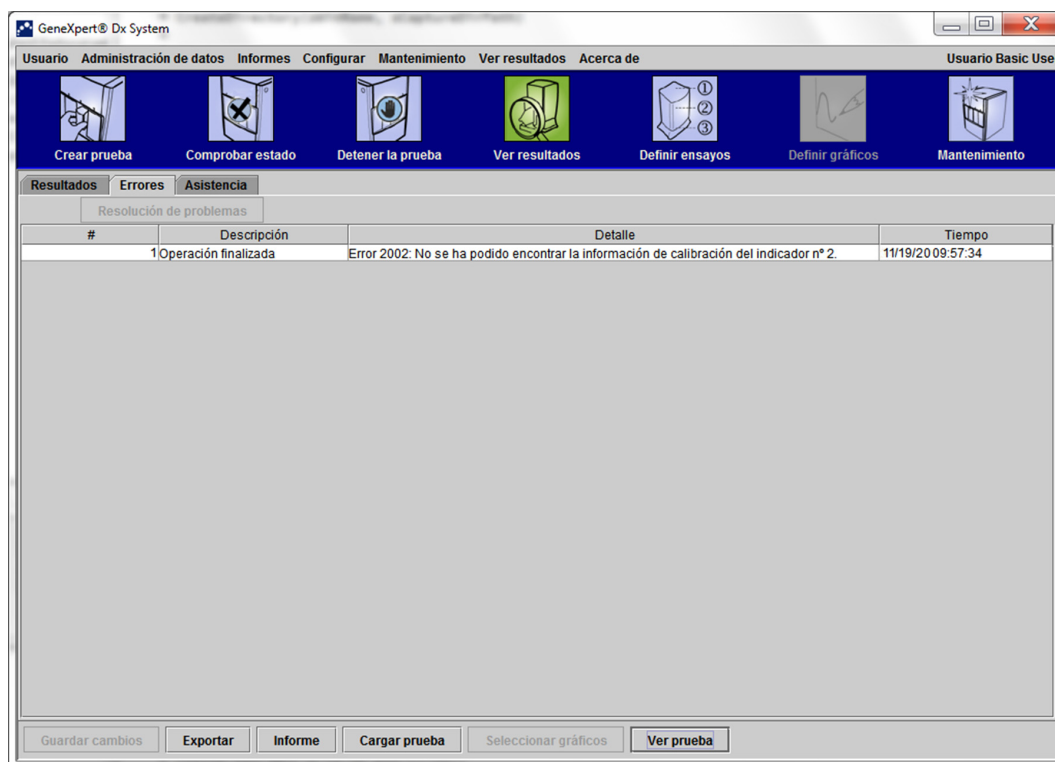 GeneXpert® Dx System
Usuario Administración de datos Informes Configurar Mantenimiento Ver resultados Acerca de Usuario Basic Use
1
2
3
Crear prueba Comprobar estado Detener la prueba Ver resultados Definir ensayos Definir gráficos Mantenimiento
Resultados Errores Asistencia
Resolución de problemas
# Descripción Detalle Tiempo
1 Operación finalizada Error 2002: No se ha podido encontrar la información de calibración del indicador nº 2. 11/19/20 09:57:34
Guardar cambios Exportar Informe Cargar prueba Seleccionar gráficos Ver prueba